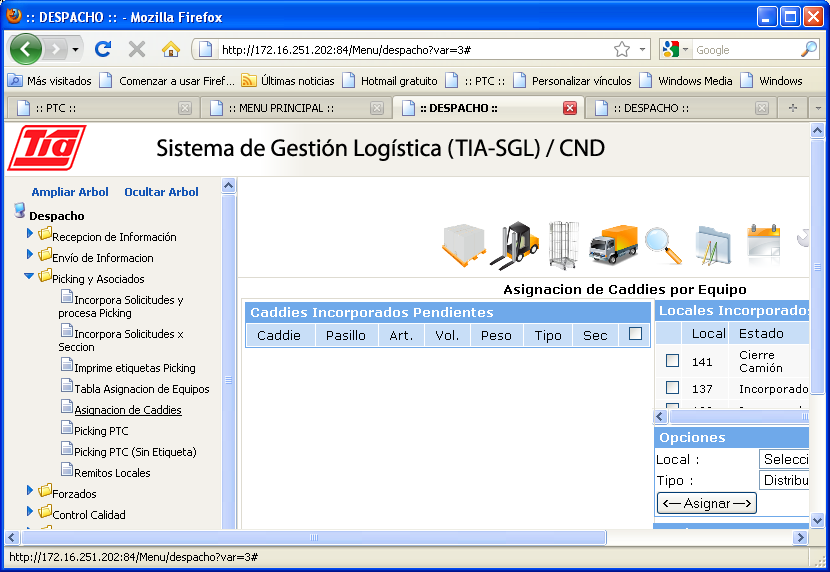 :: DESPACHO :: - Mozilla Firefox
http://172.16.251.202:84/Menu/despacho?var=3#
Google
Más visitados Comenzar a usar Firef... Últimas noticias Hotmail gratuito :: PTC :: Personalizar vínculos Windows Media Windows
:: PTC :: :: MENU PRINCIPAL :: :: DESPACHO :: :: DESPACHO ::
Tia
Sistema de Gestión Logística (TIA-SGL) / CND
Ampliar Arbol Ocultar Arbol
Despacho
Recepcion de Información
Envío de Informacion
Picking y Asociados
Incorpora Solicitudes y
procesa Picking
Incorpora Solicitudes x
Seccion
Imprime etiquetas Picking
Tabla Asignacion de Equipos
Asignacion de Caddies
Picking PTC
Picking PTC (Sin Etiqueta)
Remitos Locales
Forzados
Control Calidad
Asignacion de Caddies por Equipo
Caddies Incorporados Pendientes
Caddie Pasillo Art. Vol. Peso Tipo Sec
Locales Incorporados
Local Estado
141 Cierre
Camión
137 Incorporado
Opciones
Local : Selecci
Tipo : Distribu
<— Asignar —>
http://172.16.251.202:84/Menu/despacho?var=3#